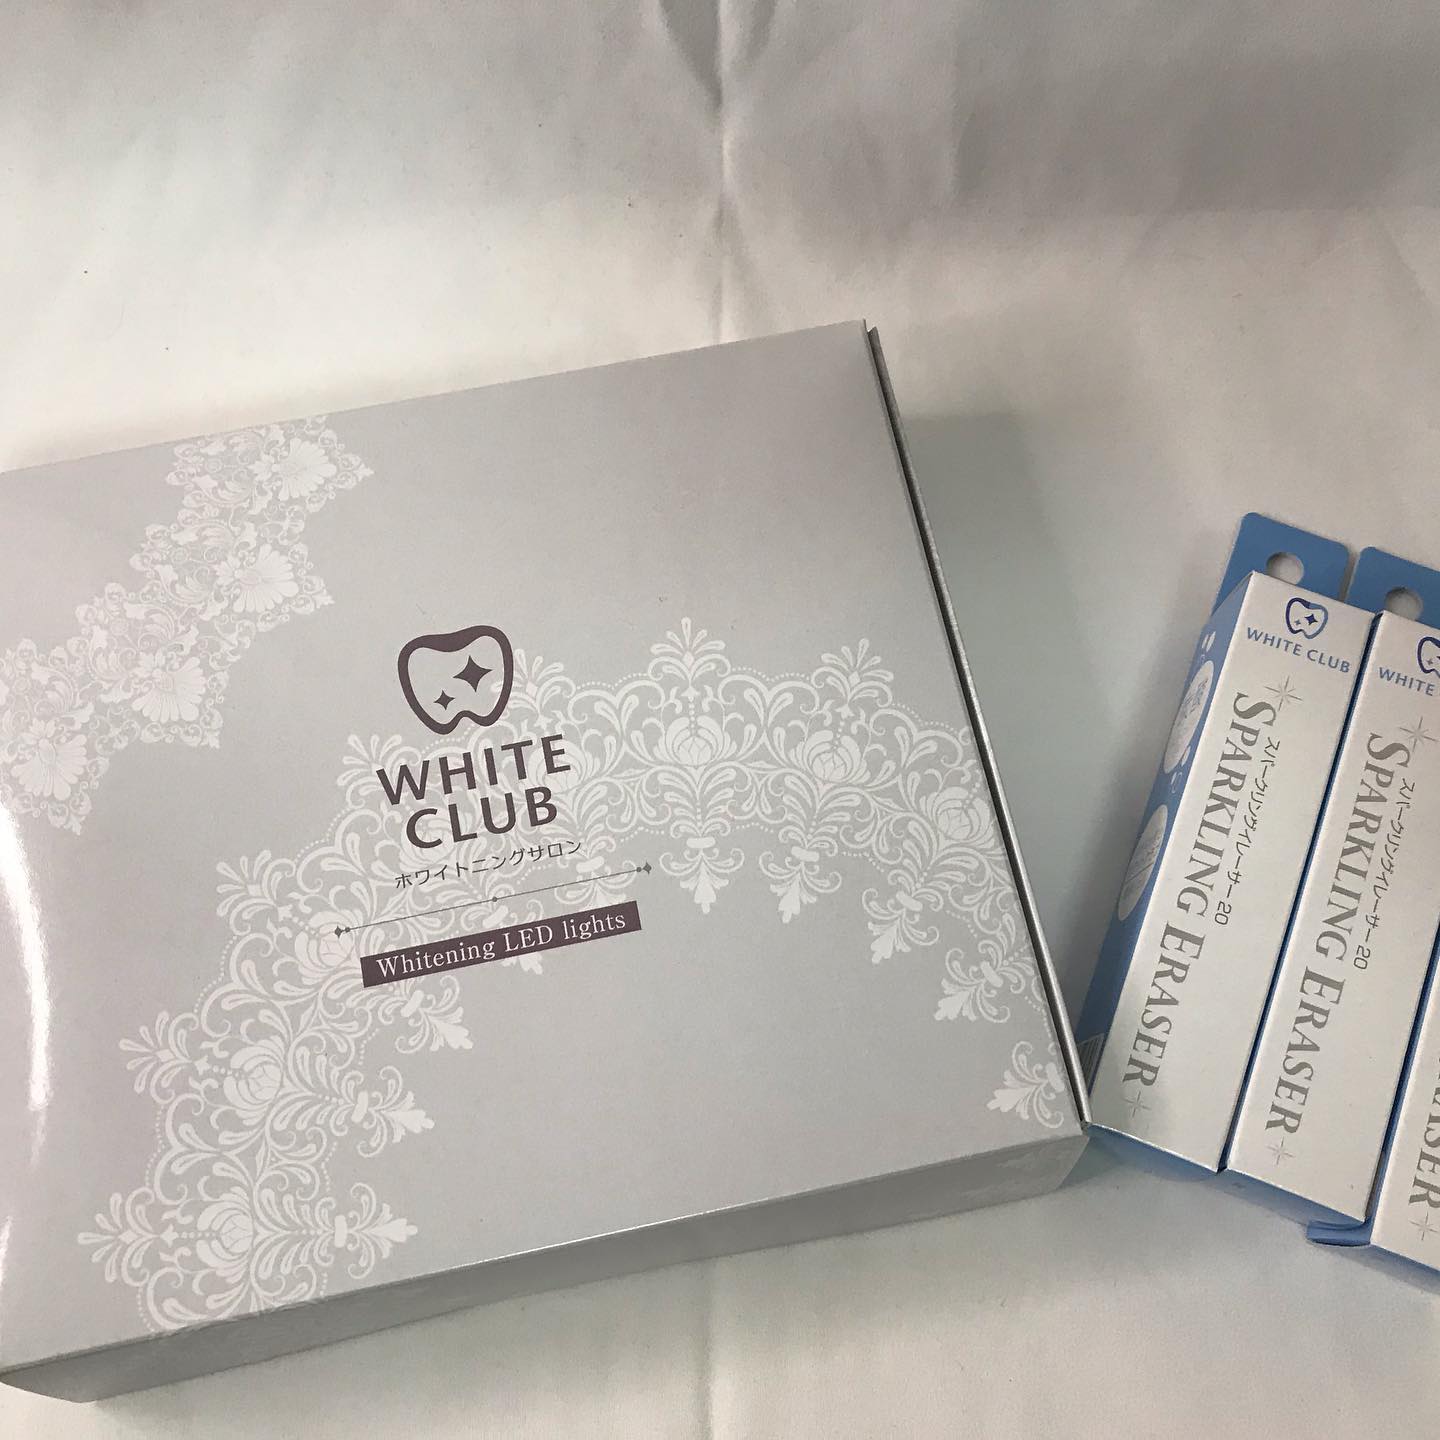 WHITE
CLUB
ホワイトニングサロン
Whitening LED lights
WHITE CLUB
スパークリングイレーサー20
SPARKLING ERASER
WHITE
スパークリングイレーサー20
SPARKLING ERASER